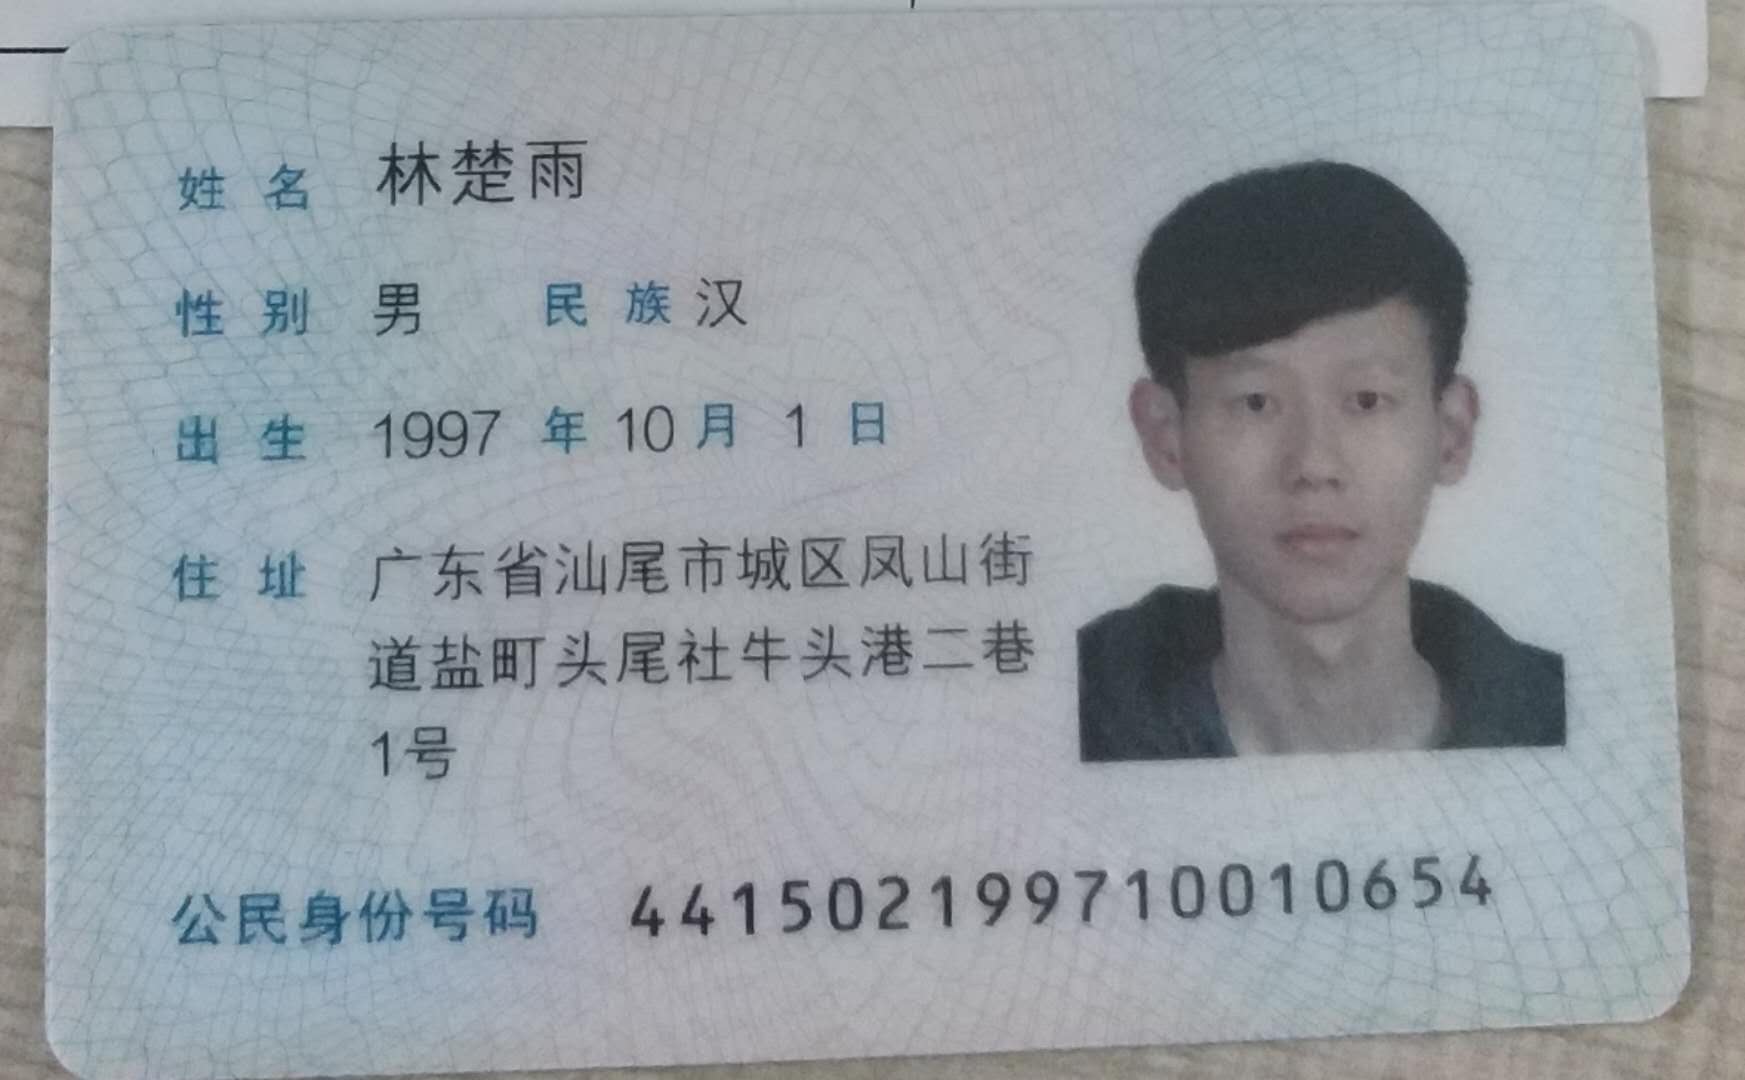 姓名 林楚雨
性别 男 民族 汉
出生 1997 年 10 月 1 日
住址 广东省汕尾市城区凤山街
道盐町头尾社牛头港二巷
1号
公民身份号码 441502199710010654